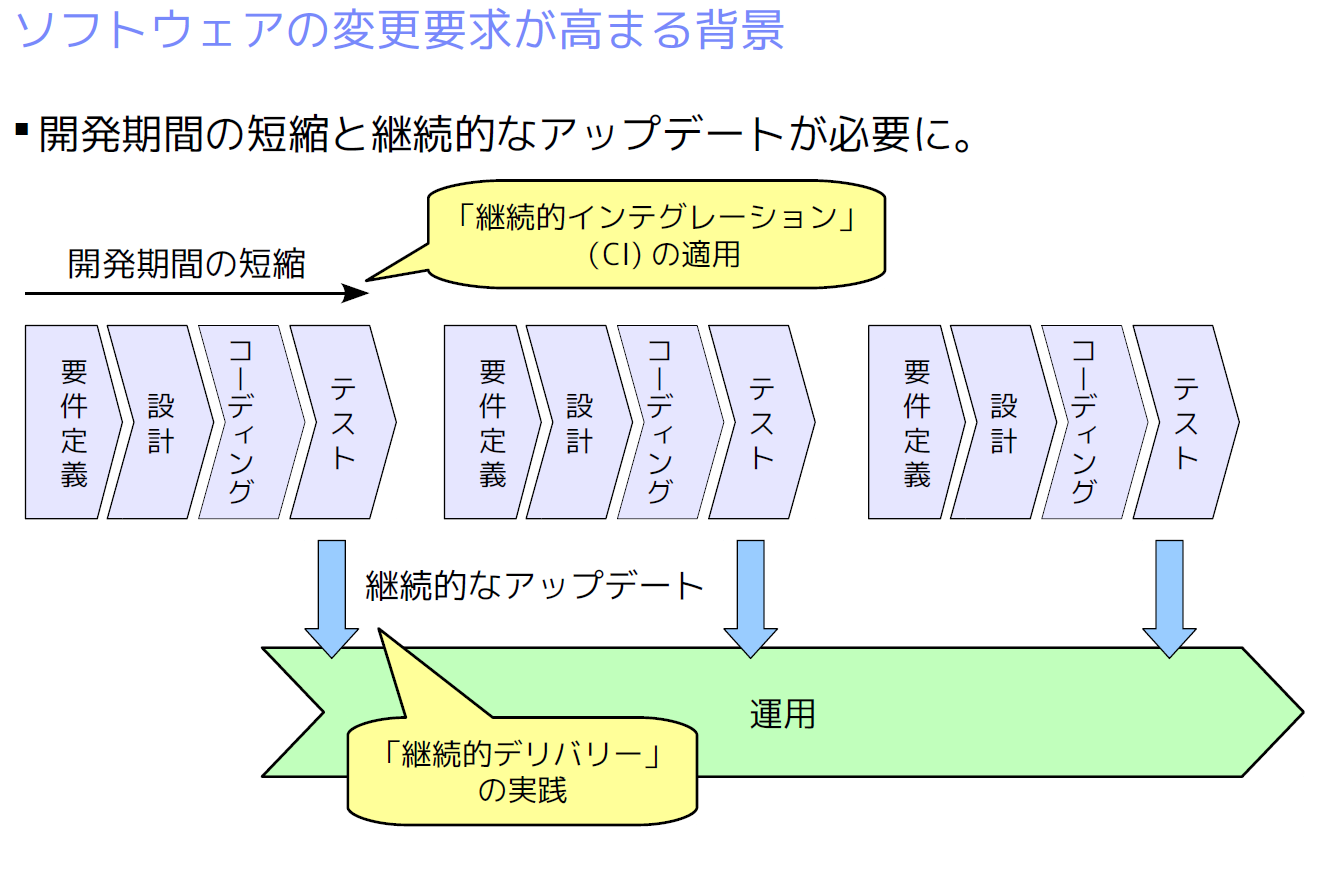 ソフトウェアの変更要求が高まる背景
▪開発期間の短縮と継続的なアップデートが必要に。
「継続的インテグレーション」
(CI) の適用
開発期間の短縮
要件定義
設計
コーディング
テスト
要件定義
設計
コーディング
テスト
要件定義
設計
コーディング
テスト
継続的なアップデート
運用
「継続的デリバリー」
の実践